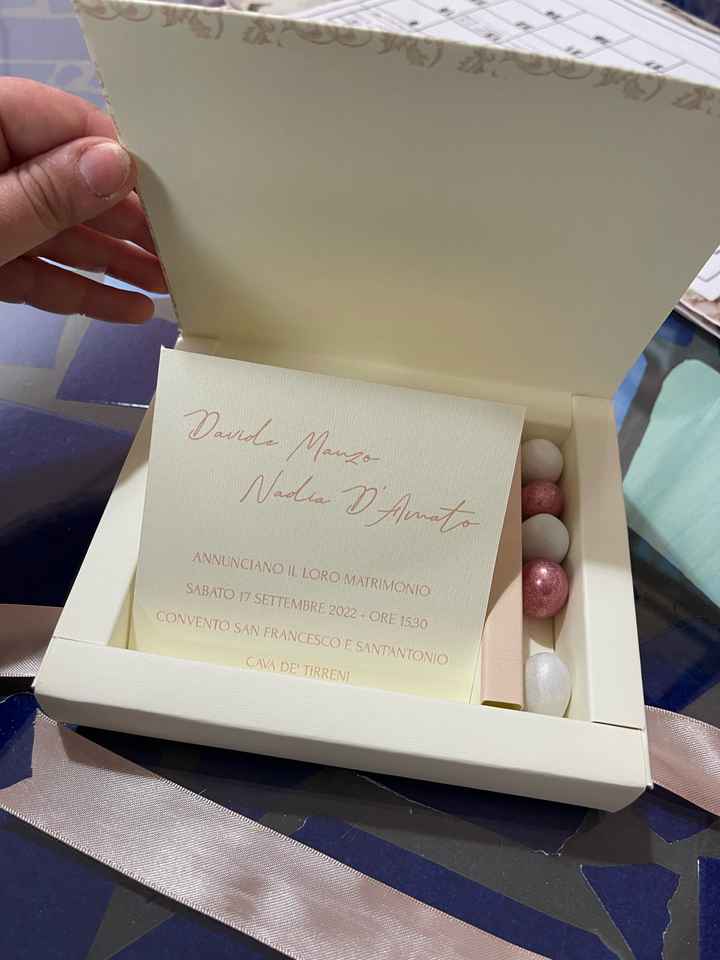 Davide Manzo
Nadia D'Amato
ANNUNCIANO IL LORO MATRIMONIO
SABATO 17 SETTEMBRE 2022 - ORE 15.30
CONVENTO SAN FRANCESCO E SANT'ANTONIO
CAVA DE' TIRRENI